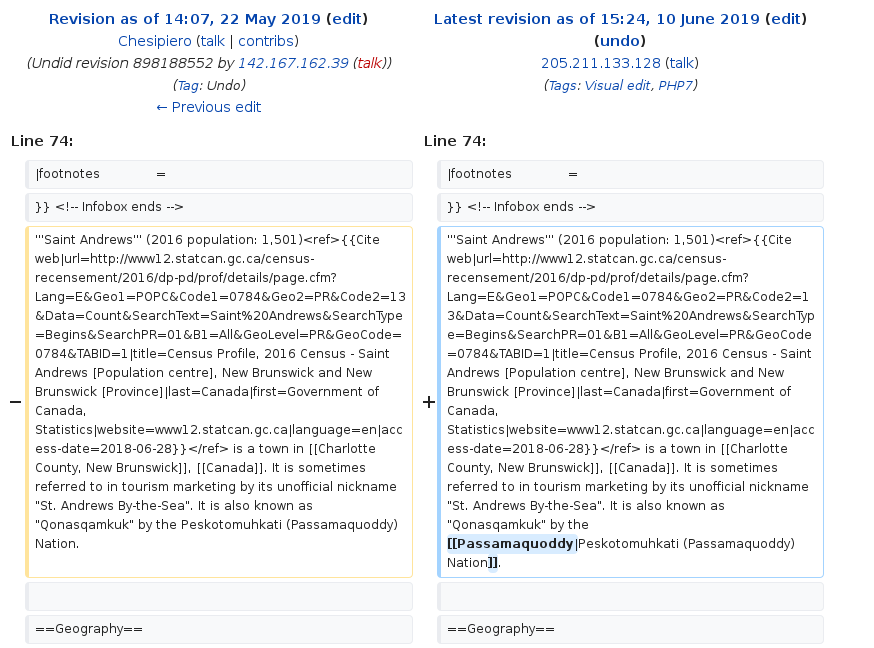 Revision as of 14:07, 22 May 2019 (edit)
Chesipiero (talk | contribs)
(Undid revision 898188552 by 142.167.162.39 (talk))
(Tag: Undo)
← Previous edit
Latest revision as of 15:24, 10 June 2019 (edit)
(undo)
205.211.133.128 (talk)
(Tags: Visual edit, PHP7)
Line 74:
Line 74:
|footnotes =
|footnotes =
}} <!-- Infobox ends -->
}} <!-- Infobox ends -->
−
'''Saint Andrews''' (2016 population: 1,501)<ref>{{Cite
web|url=http://www12.statcan.gc.ca/census-
recensement/2016/dp-pd/prof/details/page.cfm?
Lang=E&Geo1=POPC&Code1=0784&Geo2=PR&Code2=13
&Data=Count&SearchText=Saint%20Andrews&SearchType
=Begins&SearchPR=01&B1=All&GeoLevel=PR&GeoCode=
0784&TABID=1|title=Census Profile, 2016 Census - Saint
Andrews [Population centre], New Brunswick and New
Brunswick [Province]|last=Canada|first=Government of
Canada,
Statistics|website=www12.statcan.gc.ca|language=en|acc
ess-date=2018-06-28}}</ref> is a town in [[Charlotte
County, New Brunswick]], [[Canada]]. It is sometimes
referred to in tourism marketing by its unofficial nickname
"St. Andrews By-the-Sea". It is also known as
"Qonasqamkuk" by the Peskotomuhkati (Passamaquoddy)
Nation.
+
'''Saint Andrews''' (2016 population: 1,501)<ref>{{Cite
web|url=http://www12.statcan.gc.ca/census-
recensement/2016/dp-pd/prof/details/page.cfm?
Lang=E&Geo1=POPC&Code1=0784&Geo2=PR&Code2=1
3&Data=Count&SearchText=Saint%20Andrews&SearchTyp
e=Begins&SearchPR=01&B1=All&GeoLevel=PR&GeoCode
=0784&TABID=1|title=Census Profile, 2016 Census - Saint
Andrews [Population centre], New Brunswick and New
Brunswick [Province]|last=Canada|first=Government of
Canada,
Statistics|website=www12.statcan.gc.ca|language=en|acc
ess-date=2018-06-28}}</ref> is a town in [[Charlotte
County, New Brunswick]], [[Canada]]. It is sometimes
referred to in tourism marketing by its unofficial nickname
"St. Andrews By-the-Sea". It is also known as
"Qonasqamkuk" by the
[[Passamaquoddy|Peskotomuhkati (Passamaquoddy)
Nation]].
==Geography==
==Geography==